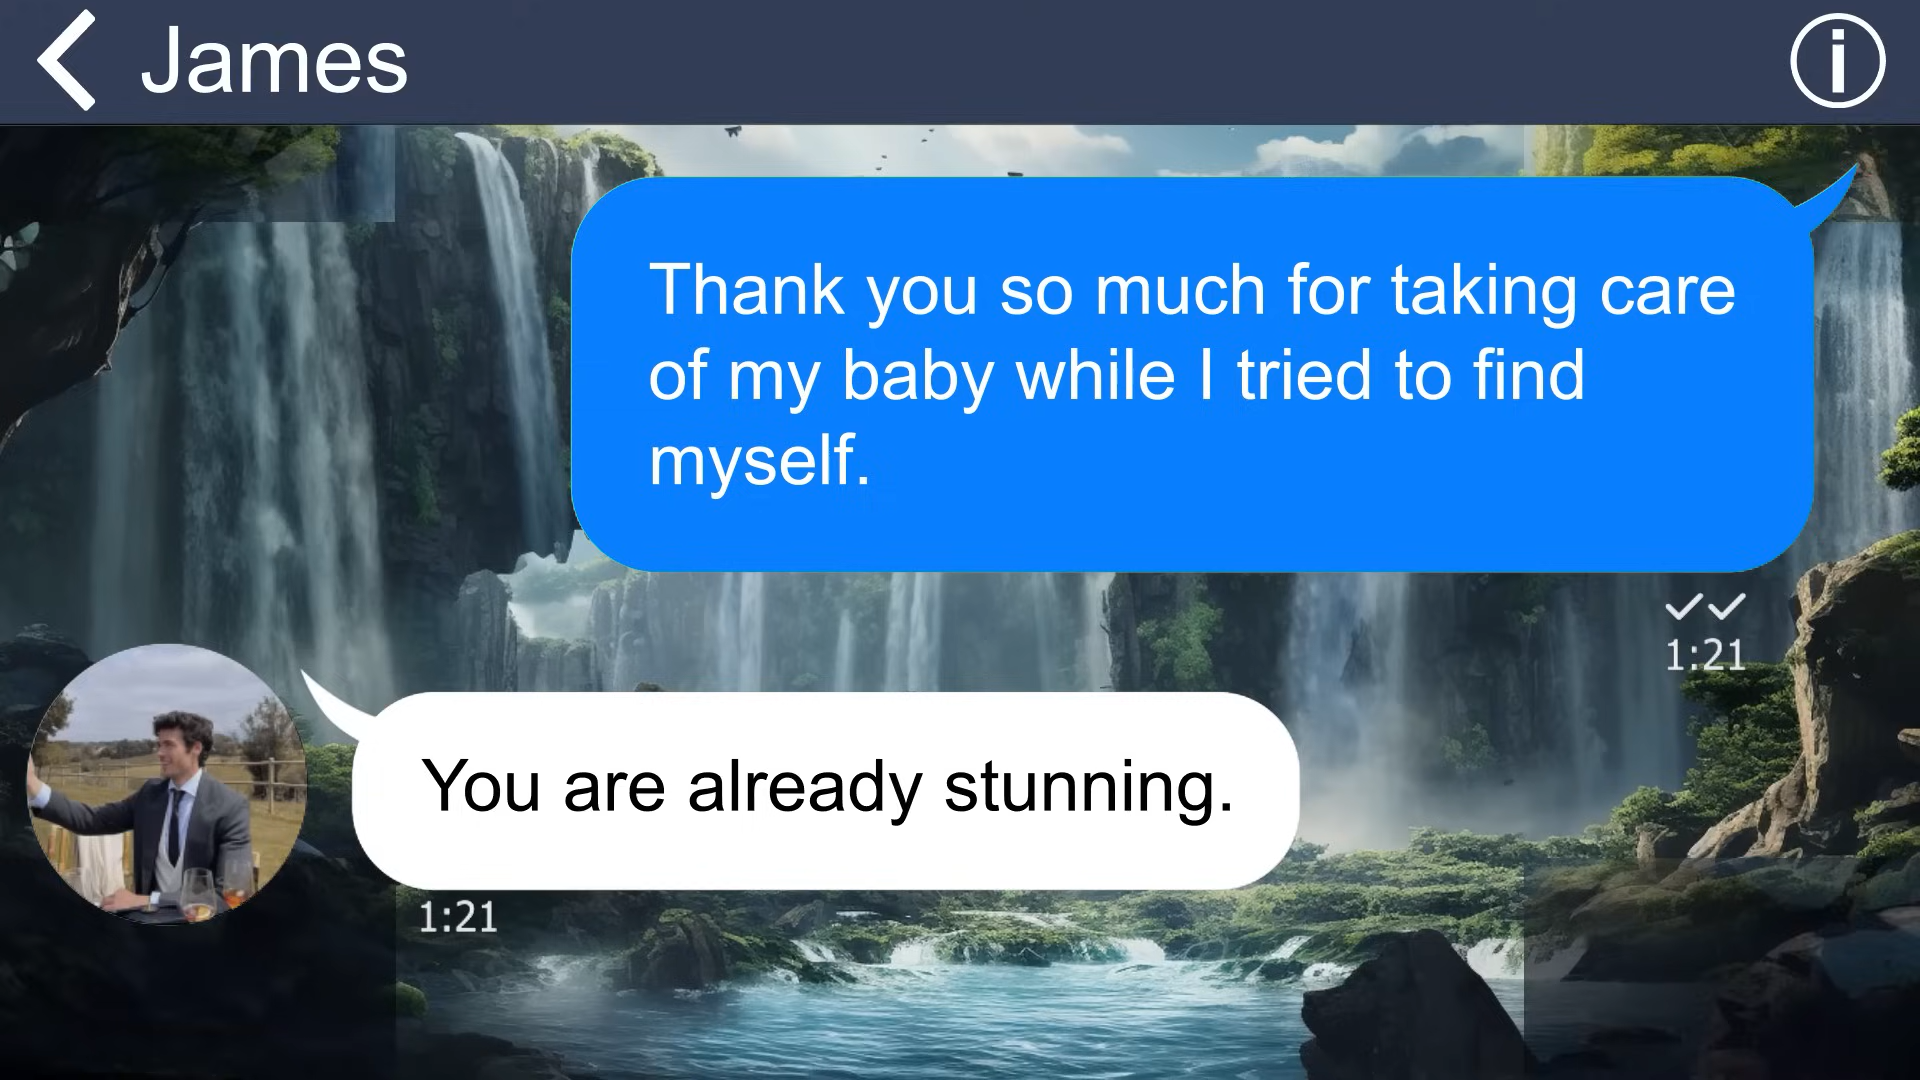 James
Thank you so much for taking care
of my baby while I tried to find
myself.
1:21
You are already stunning.
1:21